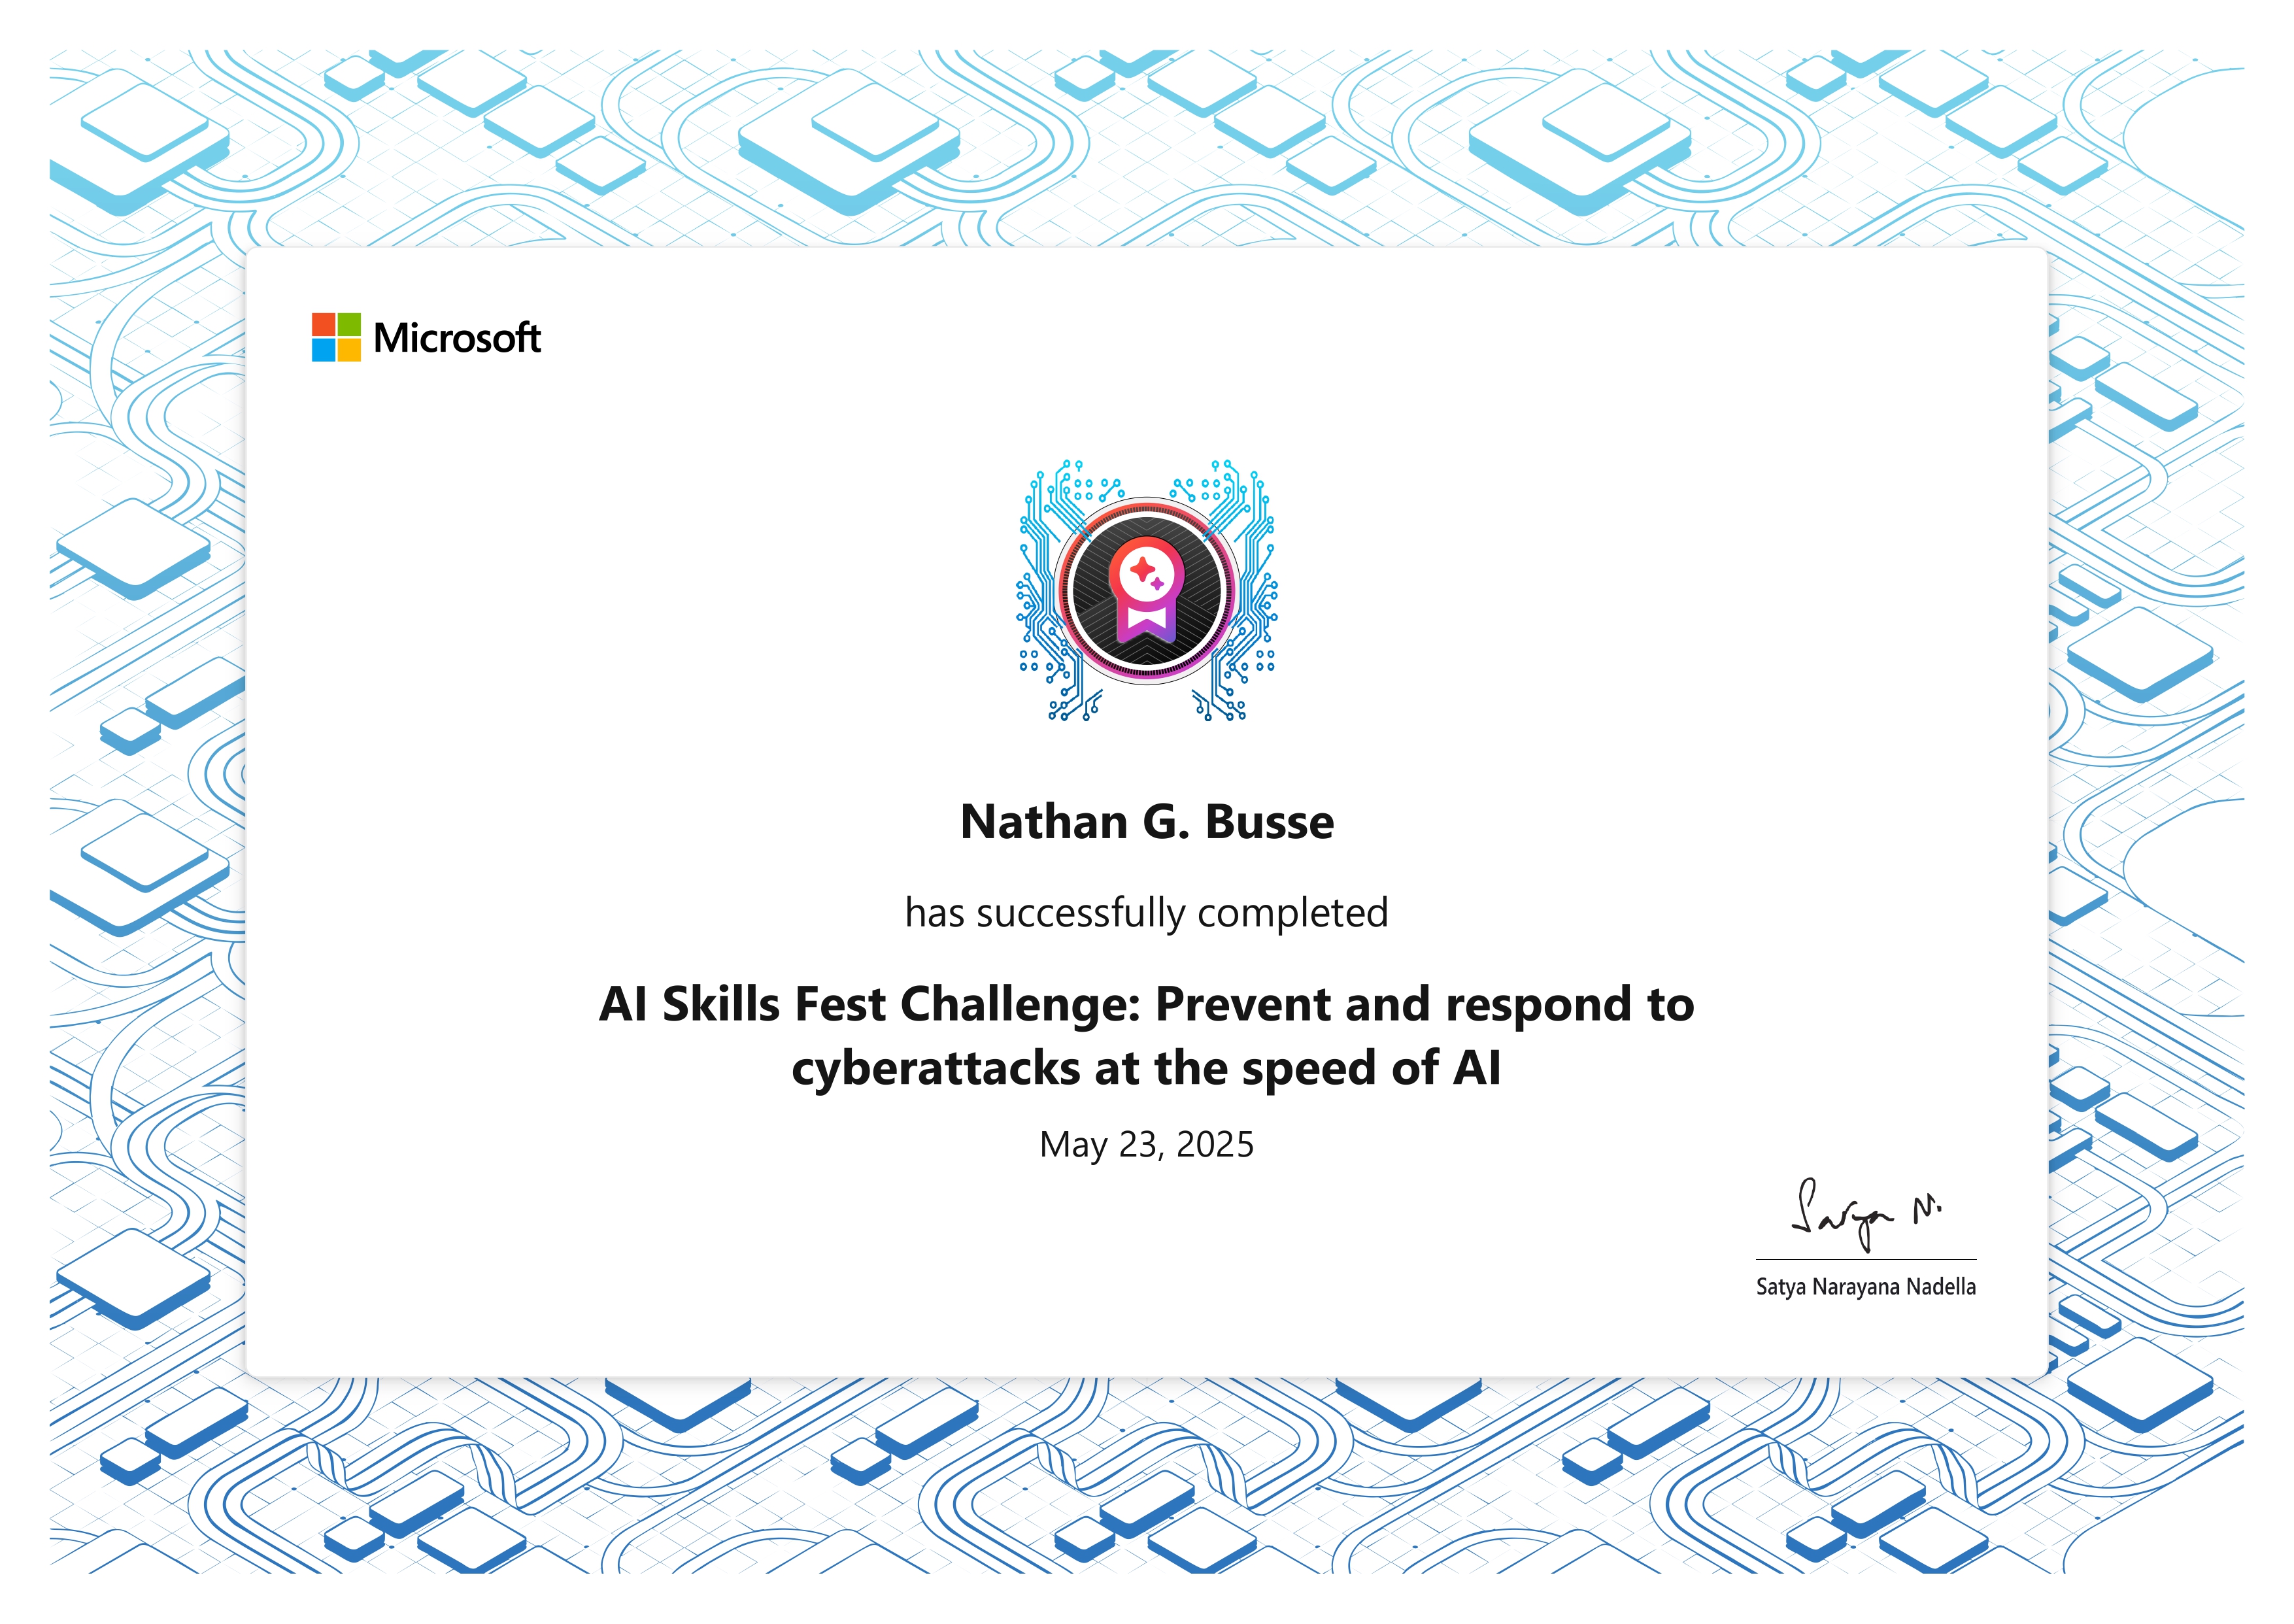 Microsoft
Nathan G. Busse
has successfully completed
AI Skills Fest Challenge: Prevent and respond to
cyberattacks at the speed of AI
May 23, 2025
Satya N.
Satya Narayana Nadella